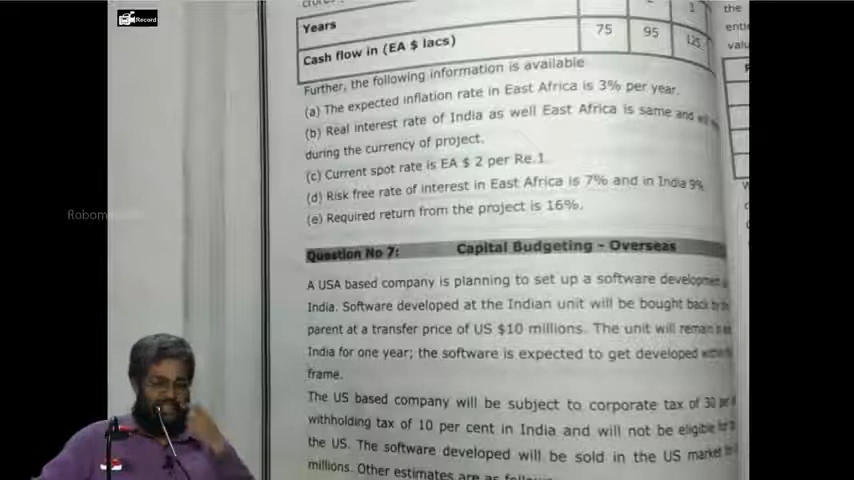 Record
crores
Years
1
Cash flow in (EA $ lacs)
75
95
125
Further, the following information is available
(a) The expected inflation rate in East Africa is 3% per year.
(b) Real interest rate of India as well East Africa is same and
during the currency of project.
(c) Current spot rate is EA $ 2 per Re.1
(d) Risk free rate of interest in East Africa is 7% and in India 9%
(e) Required return from the project is 16%.
Question No 7: Capital Budgeting - Overseas
A USA based company is planning to set up a software development
India. Software developed at the Indian unit will be bought back by
parent at a transfer price of US $10 millions. The unit will remain
India for one year; the software is expected to get developed
frame.
The US based company will be subject to corporate tax of 30
withholding tax of 10 per cent in India and will not be eligible for
the US. The software developed will be sold in the US market
millions. Other estimates are as
the